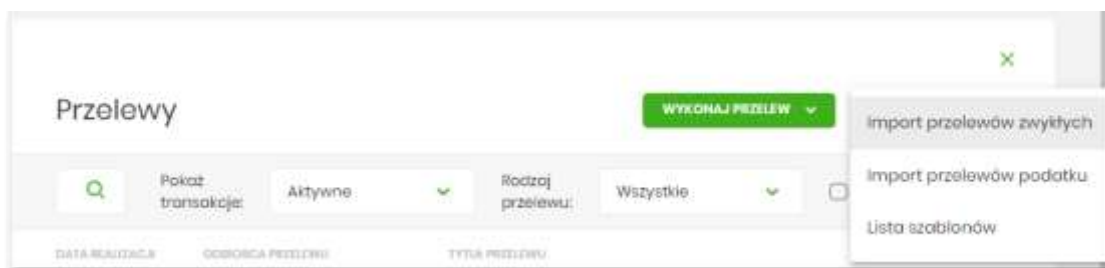 Przelewy
WYKONAJ PRZELEW
Import przelewów zwykłych
Import przelewów podatku
Lista szablonów
Pokaż
transakcje:
Aktywne
Rodzaj
przelewu:
Wszystkie
DATA REALIZACJI
ODBIORCA PRZELEWU
TYTUŁ PRZELEWU